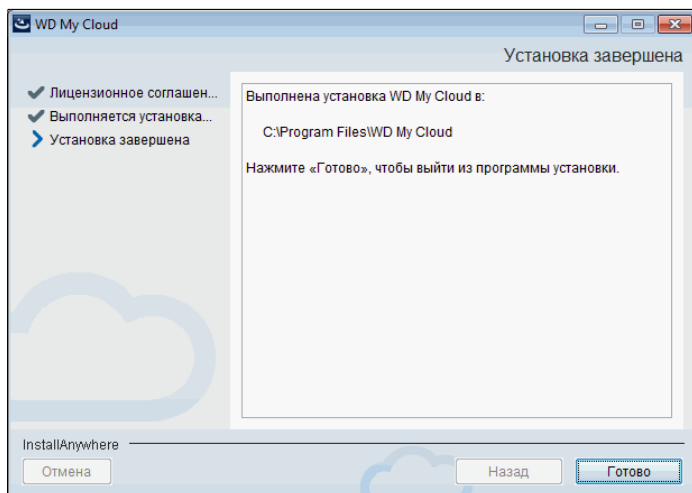 WD My Cloud
Установка завершена
Лицензионное соглашен...
Выполняется установка...
Установка завершена
Выполнена установка WD My Cloud в:
C:\Program Files\WD My Cloud
Нажмите «Готово», чтобы выйти из программы установки.
InstallAnywhere
Отмена
Назад
Готово